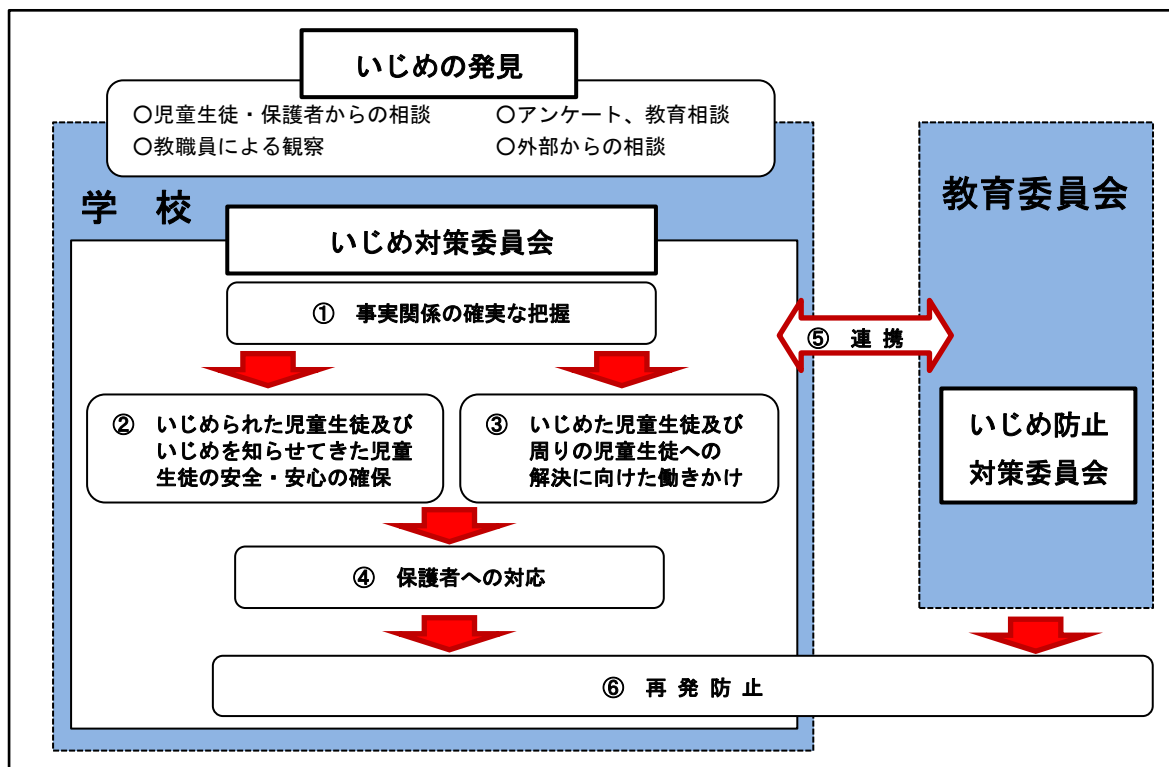 いじめの発見
〇児童生徒・保護者からの相談
〇アンケート、教育相談
〇教職員による観察
〇外部からの相談
学 校
いじめ対策委員会
① 事実関係の確実な把握
② いじめられた児童生徒及び
いじめを知らせてきた児童
生徒の安全・安心の確保
③ いじめた児童生徒及び
周りの児童生徒への
解決に向けた働きかけ
④ 保護者への対応
⑤ 連 携
教育委員会
いじめ防止
対策委員会
⑥ 再 発 防 止